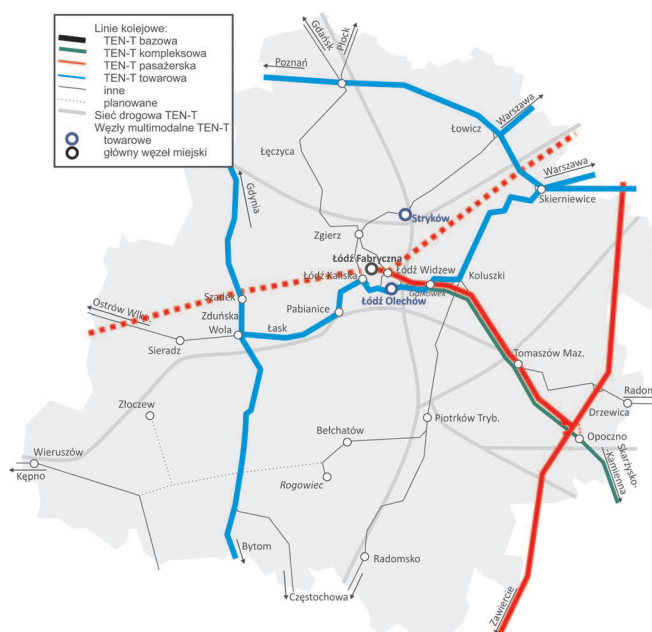 Linie kolejowe:
TEN-T bazowa
TEN-T kompleksowa
TEN-T pasażerska
TEN-T towarowa
inne
planowane
Sieć drogowa TEN-T
Węzły multimodalne TEN-T
towarowe
główny węzeł miejski
Gdańsk
Płock
Poznań
Warszawa
Łowicz
Łęczyca
Warszawa
Skierniewice
Gdynia
Stryków
Zgierz
Łódź Fabryczna
Łódź Kaliska
Łódź Widzew
Koluszki
Gałkówek
Łódź Olechów
Szadek
Ostrów Wlkp.
Zduńska
Wola
Pabianice
Łask
Sieradz
Tomaszów Maz.
Radom
Drzewica
Złoczew
Piotrków Tryb.
Opoczno
Bełchatów
Skarżysko-
Kamienna
Wieruszów
Kępno
Rogowiec
Bytom
Radomsko
Częstochowa
Zawiercie